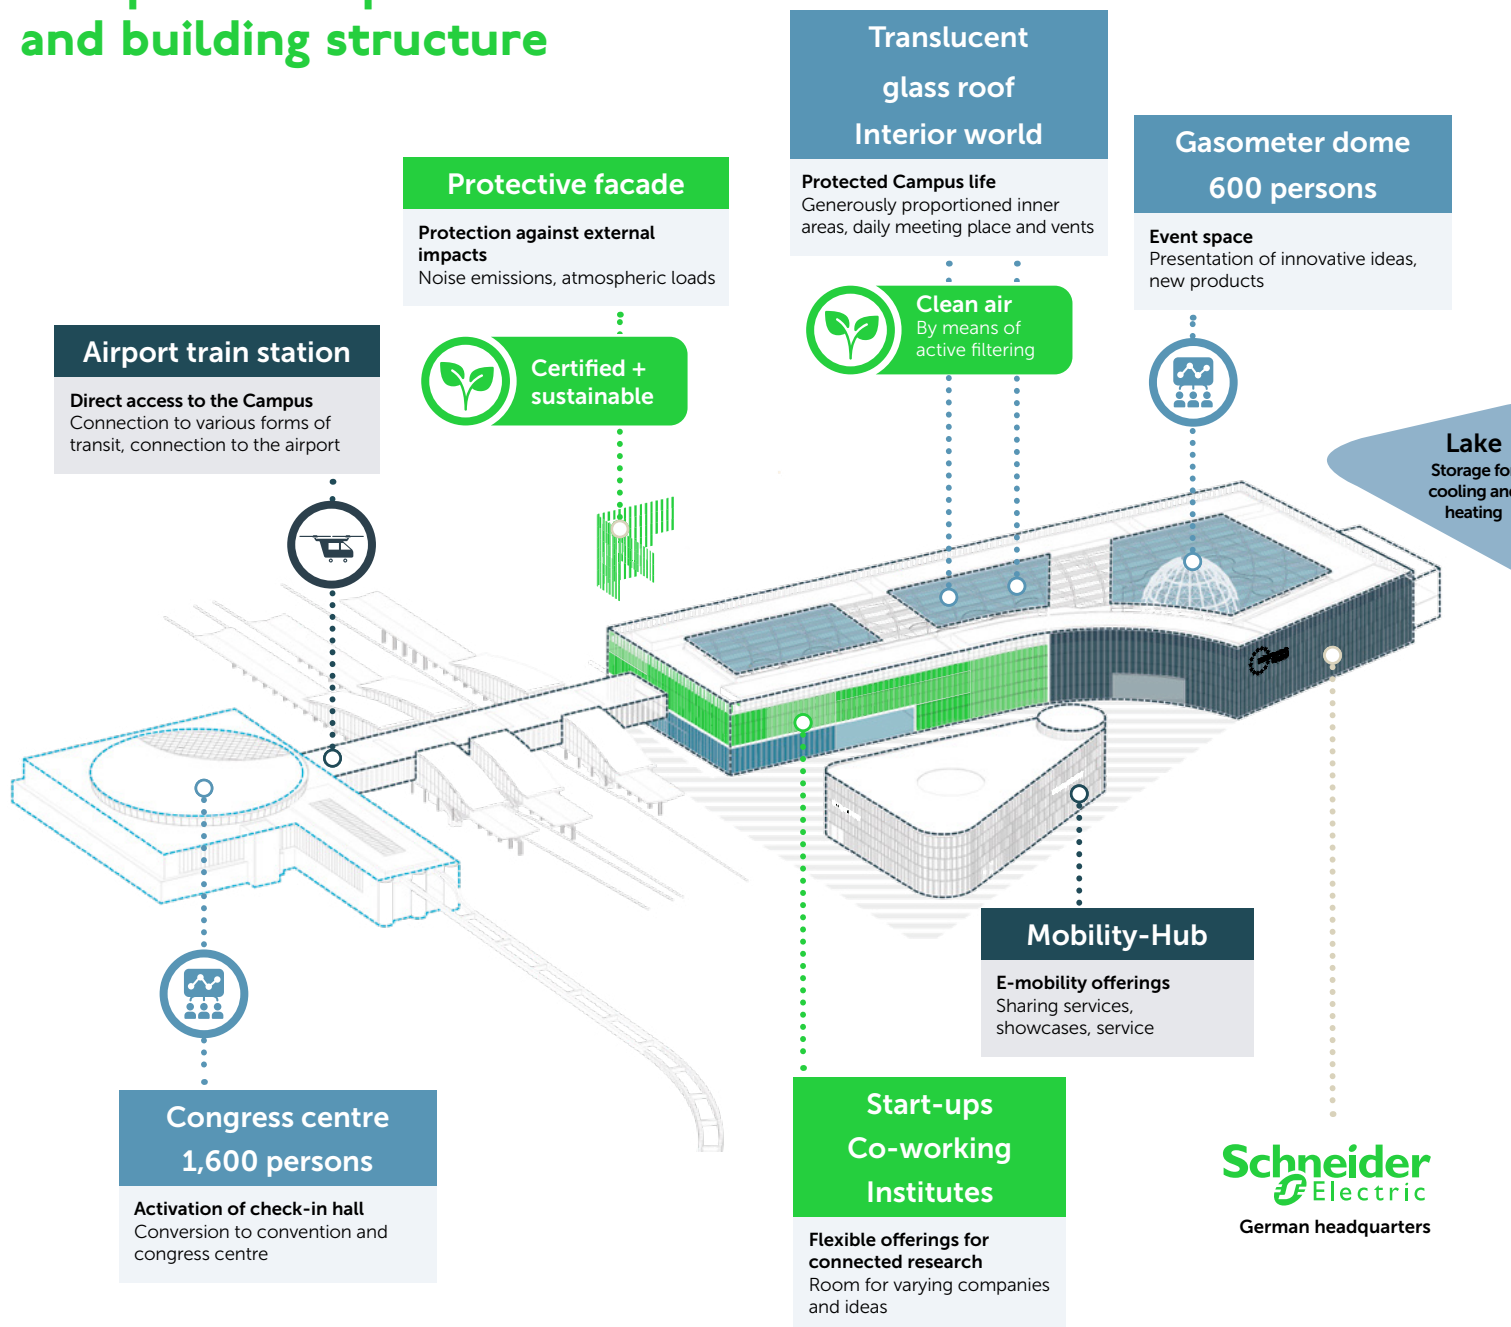 and building structure
Translucent
glass roof
Interior world
Protected Campus life
Generously proportioned inner
areas, daily meeting place and vents
Gasometer dome
600 persons
Event space
Presentation of innovative ideas,
new products
Protective facade
Protection against external
impacts
Noise emissions, atmospheric loads
Clean air
By means of
active filtering
Airport train station
Direct access to the Campus
Connection to various forms of
transit, connection to the airport
Certified +
sustainable
Lake
Storage for
cooling and
heating
Mobility-Hub
E-mobility offerings
Sharing services,
showcases, service
Congress centre
1,600 persons
Activation of check-in hall
Conversion to convention and
congress centre
Start-ups
Co-working
Institutes
Flexible offerings for
connected research
Room for varying companies
and ideas
Schneider
Electric
German headquarters